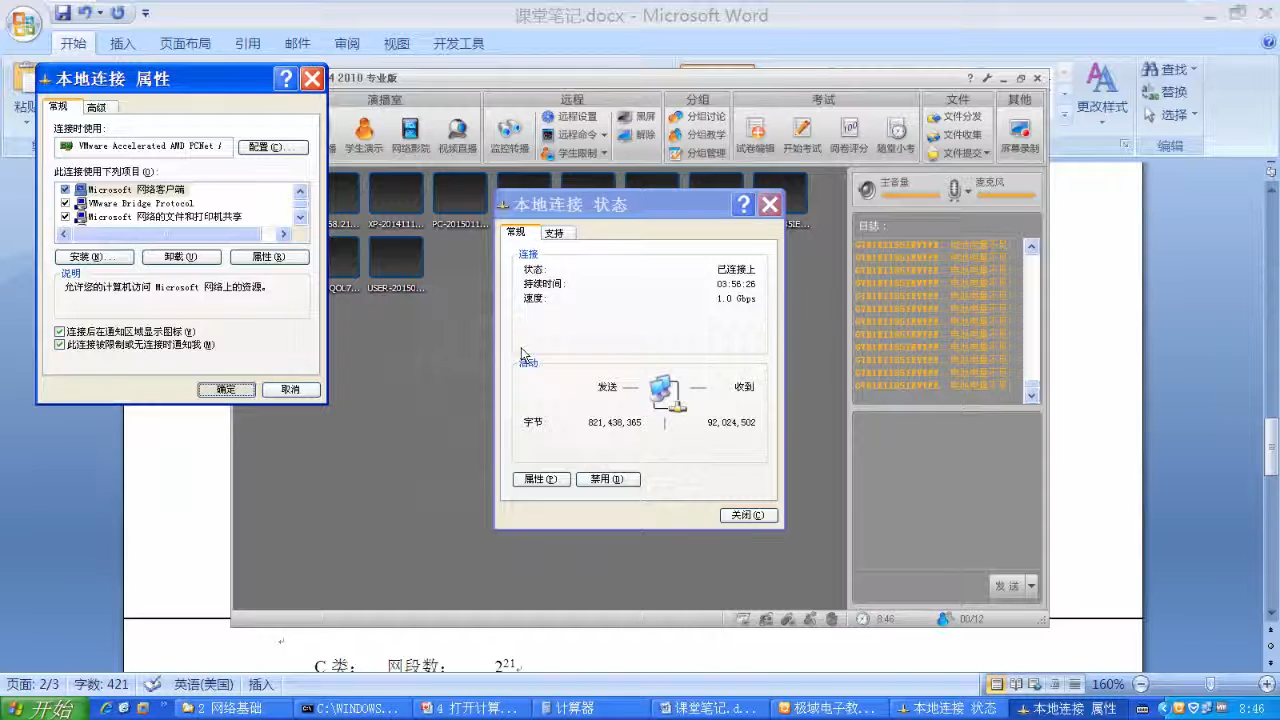 课堂笔记.docx - Microsoft Word
开始 插入 页面布局 引用 邮件 审阅 视图 开发工具
粘贴
更改样式
查找
替换
选择
编辑
2010 专业版
演播室 远程 分组 考试 文件 其他
学生演示 网络影院 视频直播 监控转播
远程设置
远程命令
学生限制
黑屏
解除
分组讨论
分组教学
分组管理
试卷编辑 开始考试 阅卷评分 随堂小考
文件分发
文件收集
文件提交
屏幕录制
XP-2014111... PC-2015011...
QOL7... USER-20150...
主音量 麦克风
日志:
发送
8:46 00/12
本地连接 属性
常规 高级
连接时使用:
VMware Accelerated AMD PCNet
配置(C)...
此连接使用下列项目(O):
Microsoft 网络客户端
VMware Bridge Protocol
Microsoft 网络的文件和打印机共享
安装(N)... 卸载(U) 属性(R)
说明
允许您的计算机访问 Microsoft 网络上的资源。
连接后在通知区域显示图标(W)
此连接被限制或无连接时通知我(M)
确定 取消
本地连接 状态
常规 支持
连接
状态: 已连接上
持续时间: 03:56:26
速度: 1.0 Gbps
活动
发送 收到
字节: 821,438,365 92,024,502
属性(P) 禁用(D)
关闭(C)
C 类: 网段数: 2²¹
页面: 2/3 字数: 421 英语(美国) 插入 160%
开始 2 网络基础 C:\WINDOWS... 4 打开计算... 计算器 课堂笔记.d... 极域电子教... 本地连接 状态 本地连接 属性 8:46